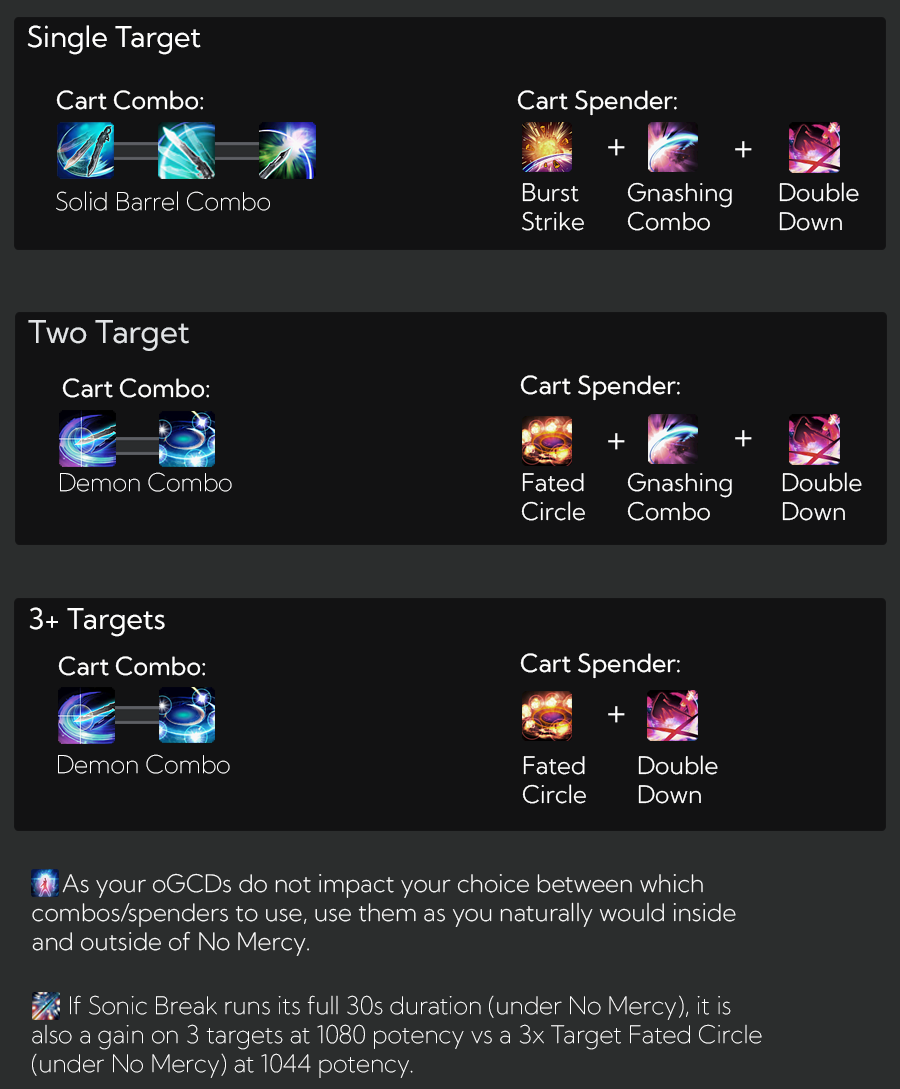 Single Target
Cart Combo:
Cart Spender:
Solid Barrel Combo
+
+
Burst
Strike
Gnashing
Combo
Double
Down
Two Target
Cart Combo:
Cart Spender:
Demon Combo
+
+
Fated
Circle
Gnashing
Combo
Double
Down
3+ Targets
Cart Combo:
Cart Spender:
Demon Combo
+
Fated
Circle
Double
Down
As your oGCDs do not impact your choice between which
combos/spenders to use, use them as you naturally would inside
and outside of No Mercy.
If Sonic Break runs its full 30s duration (under No Mercy), it is
also a gain on 3 targets at 1080 potency vs a 3x Target Fated Circle
(under No Mercy) at 1044 potency.